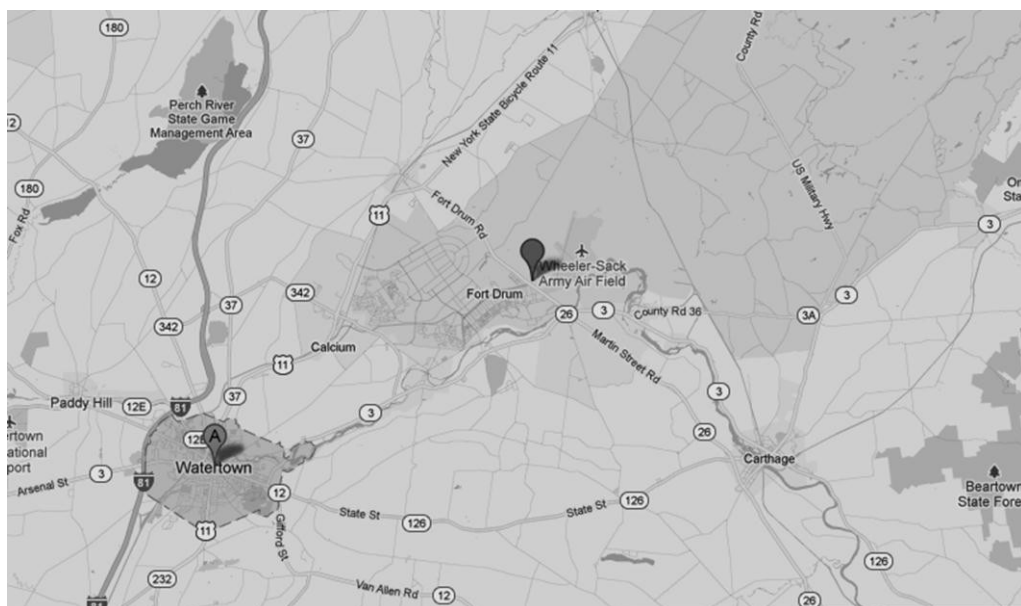 180
County Rd
New York State Bicycle Route 11
Perch River
State Game
Management Area
37
180
Fox Rd
Fort Drum Rd
11
US Military Hwy
3
12
Wheeler-Sack
Army Air Field
Fort Drum
3
342
37
342
26
3
County Rd 36
3A
Calcium
Martin Street Rd
11
3
Paddy Hill
12E
81
37
3
A
26
Watertown
3
Arsenal St
81
Carthage
12
State St
126
State St
126
Beartown
11
Gifford St
126
232
Van Allen Rd
12
26